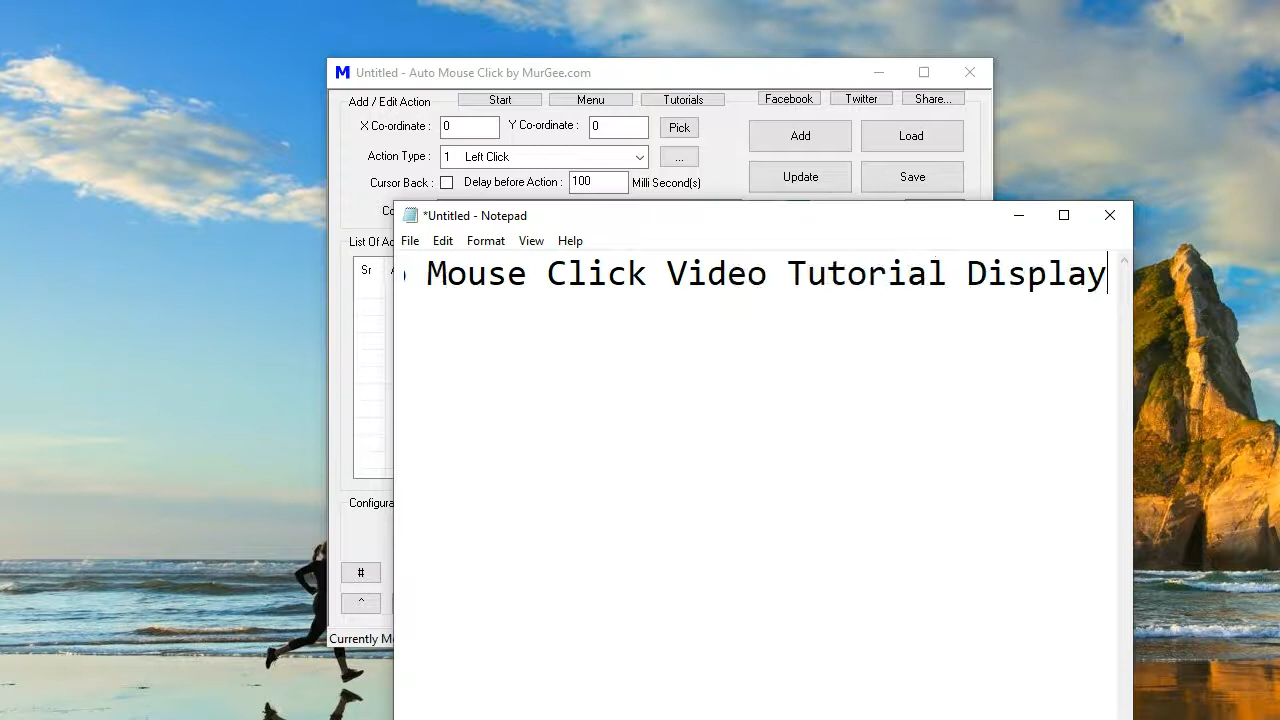 M Untitled - Auto Mouse Click by MurGee.com
Add / Edit Action Start Menu Tutorials Facebook Twitter Share...
X Co-ordinate : 0 Y Co-ordinate : 0 Pick Add Load
Action Type : 1 Left Click ... Update Save
Cursor Back : Delay before Action : 100 Milli Second(s)
*Untitled - Notepad
File Edit Format View Help
Mouse Click Video Tutorial Display
Sr
#
^